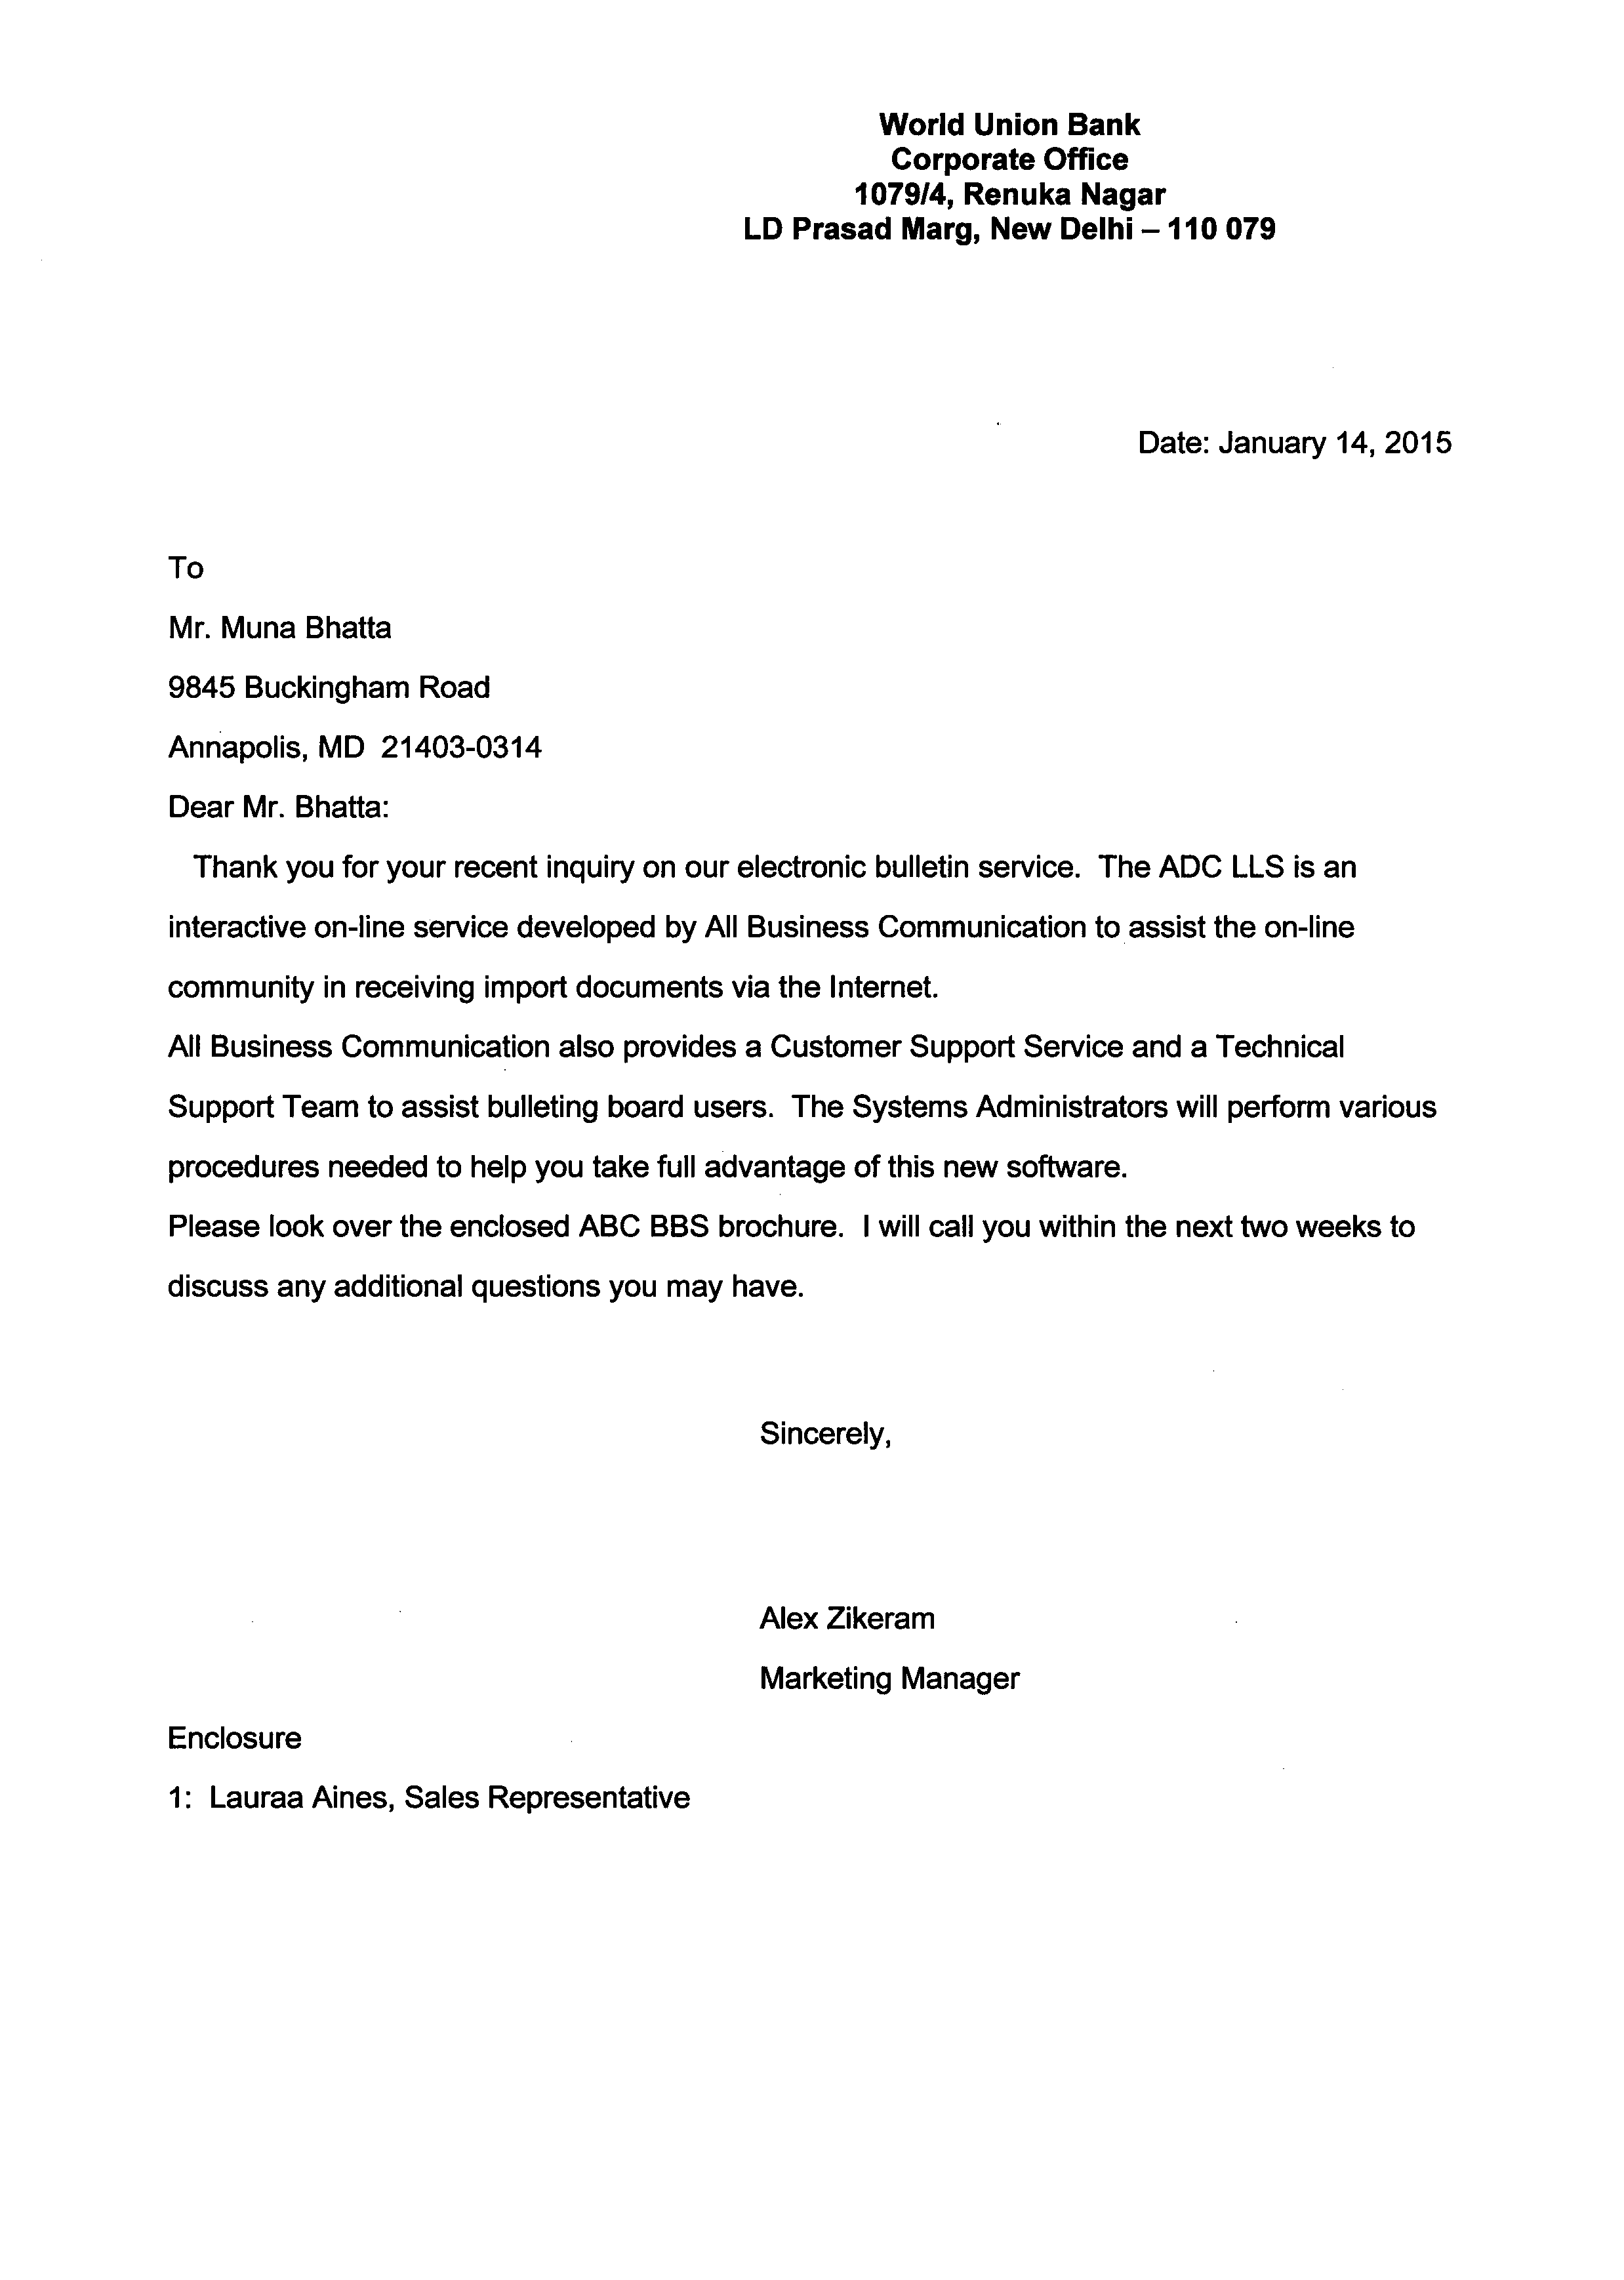 World Union Bank
Corporate Office
1079/4, Renuka Nagar
LD Prasad Marg, New Delhi – 110 079
Date: January 14, 2015
To
Mr. Muna Bhatta
9845 Buckingham Road
Annapolis, MD  21403-0314
Dear Mr. Bhatta:
Thank you for your recent inquiry on our electronic bulletin service.  The ADC LLS is an
interactive on-line service developed by All Business Communication to assist the on-line
community in receiving import documents via the Internet.
All Business Communication also provides a Customer Support Service and a Technical
Support Team to assist bulleting board users.  The Systems Administrators will perform various
procedures needed to help you take full advantage of this new software.
Please look over the enclosed ABC BBS brochure.  I will call you within the next two weeks to
discuss any additional questions you may have.
Sincerely,
Alex Zikeram
Marketing Manager
Enclosure
1:  Lauraa Aines, Sales Representative